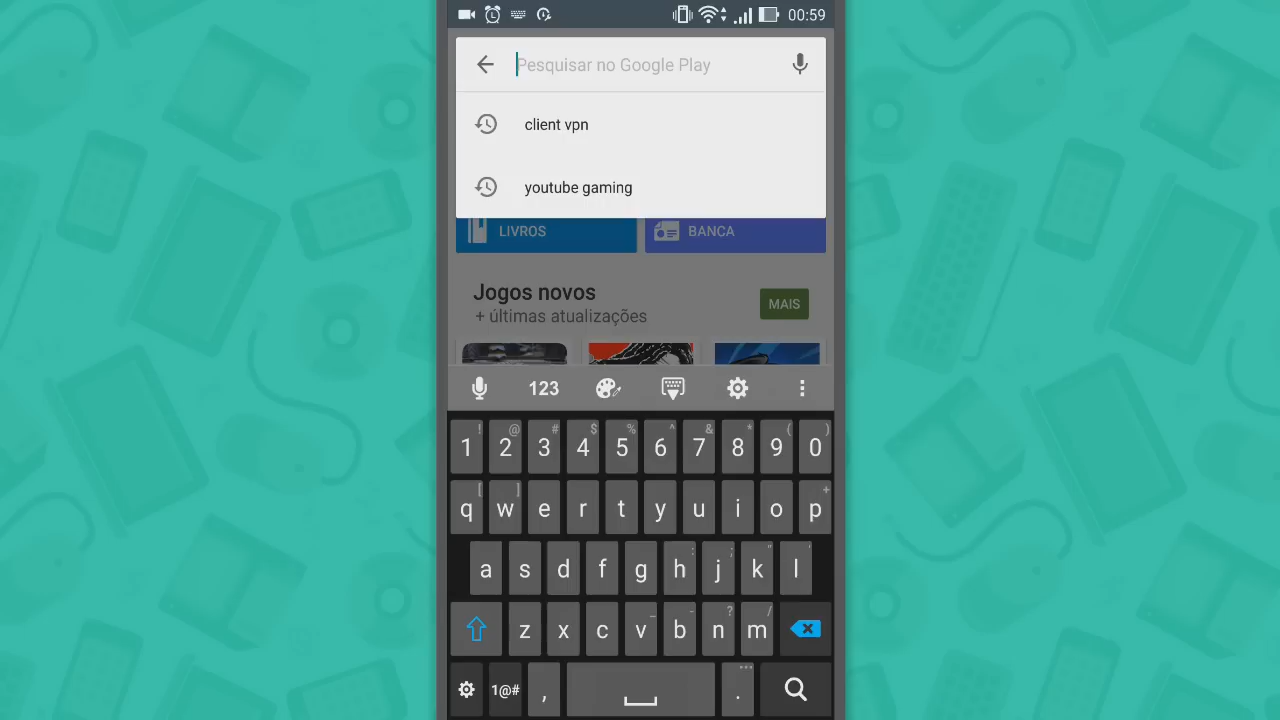 00:59
Pesquisar no Google Play
client vpn
youtube gaming
LIVROS
BANCA
Jogos novos
MAIS
+ últimas atualizações
123
! @ # $ % ^ & * ( )
1 2 3 4 5 6 7 8 9 0
[ ] +
q w e r t y u i o p
: ; " '
a s d f g h j k l
_ - ? /
z x c v b n m
1@# , ... .